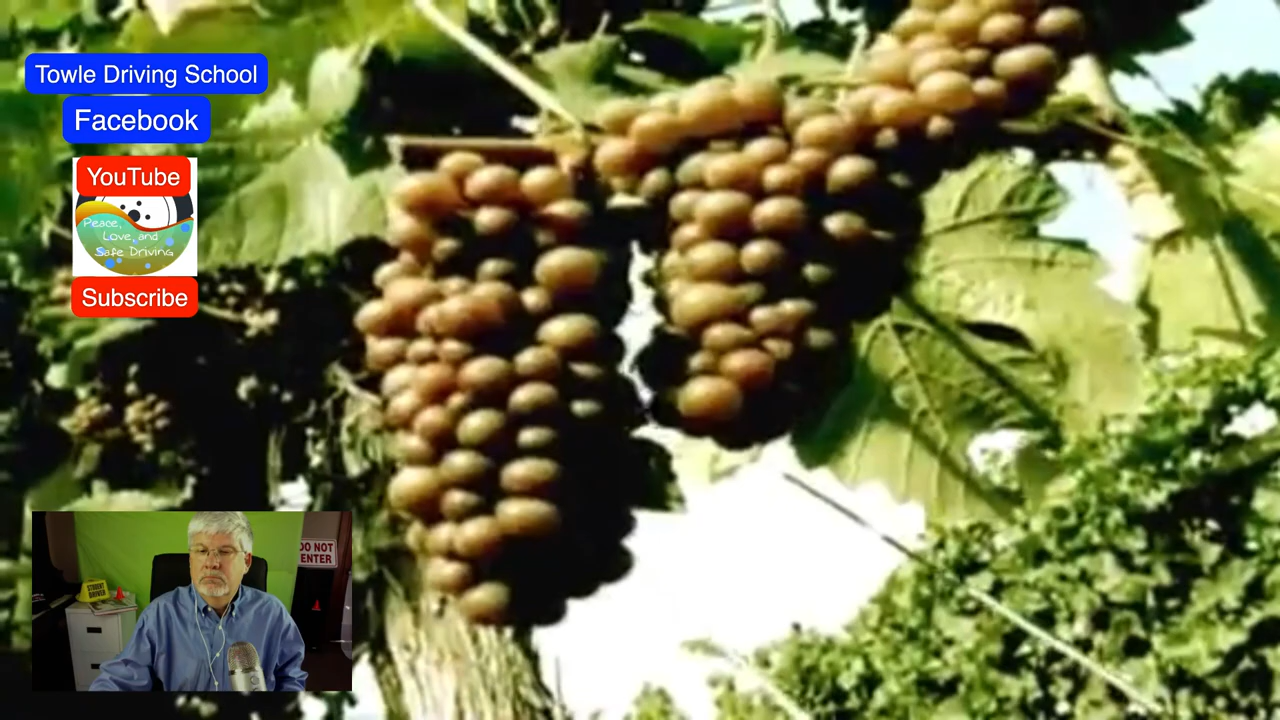 Towle Driving School
Facebook
YouTube
Peace,
Love, and
Safe Driving
Subscribe
DO NOT
ENTER
STUDENT
DRIVER